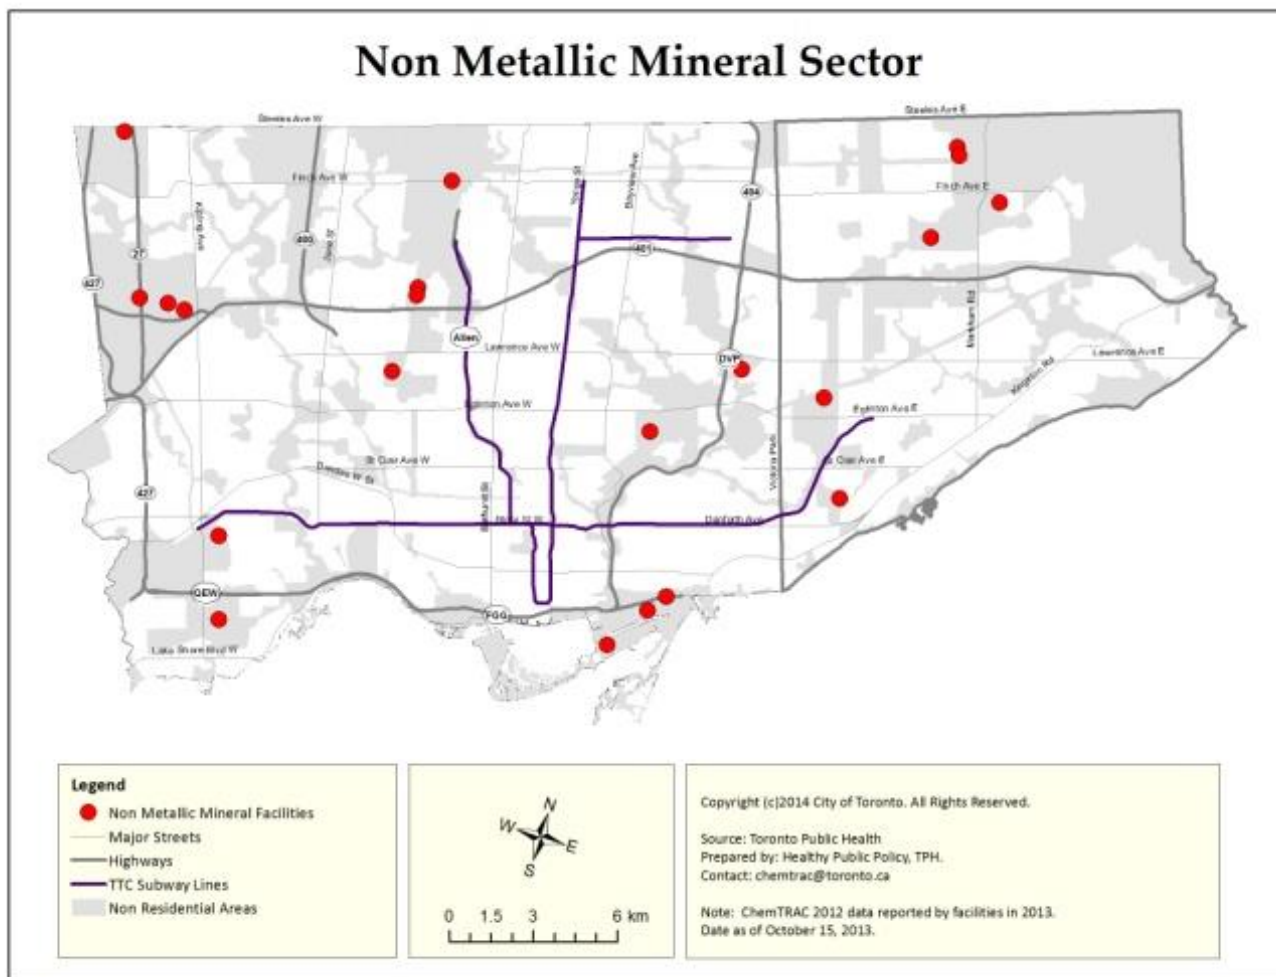 Non Metallic Mineral Sector
Steeles Ave W
Steeles Ave E
Finch Ave W
Finch Ave E
Yonge St
Bayview Ave
Kipling Ave
400
404
27
401
427
Markham Rd
Allen
Lawrence Ave W
DVP
Lawrence Ave E
Kingston Rd
Eglinton Ave W
Eglinton Ave E
St Clair Ave W
St Clair Ave E
Dundas W St
Victoria Park
427
Bathurst St
Bloor St W
Danforth Ave
QEW
FGG
Lake Shore Blvd W
Legend
Non Metallic Mineral Facilities
Major Streets
Highways
TTC Subway Lines
Non Residential Areas
N
W
E
S
0 1.5 3 6 km
Copyright (c)2014 City of Toronto. All Rights Reserved.
Source: Toronto Public Health
Prepared by: Healthy Public Policy, TPH.
Contact: chemtrac@toronto.ca
Note: ChemTRAC 2012 data reported by facilities in 2013.
Date as of October 15, 2013.